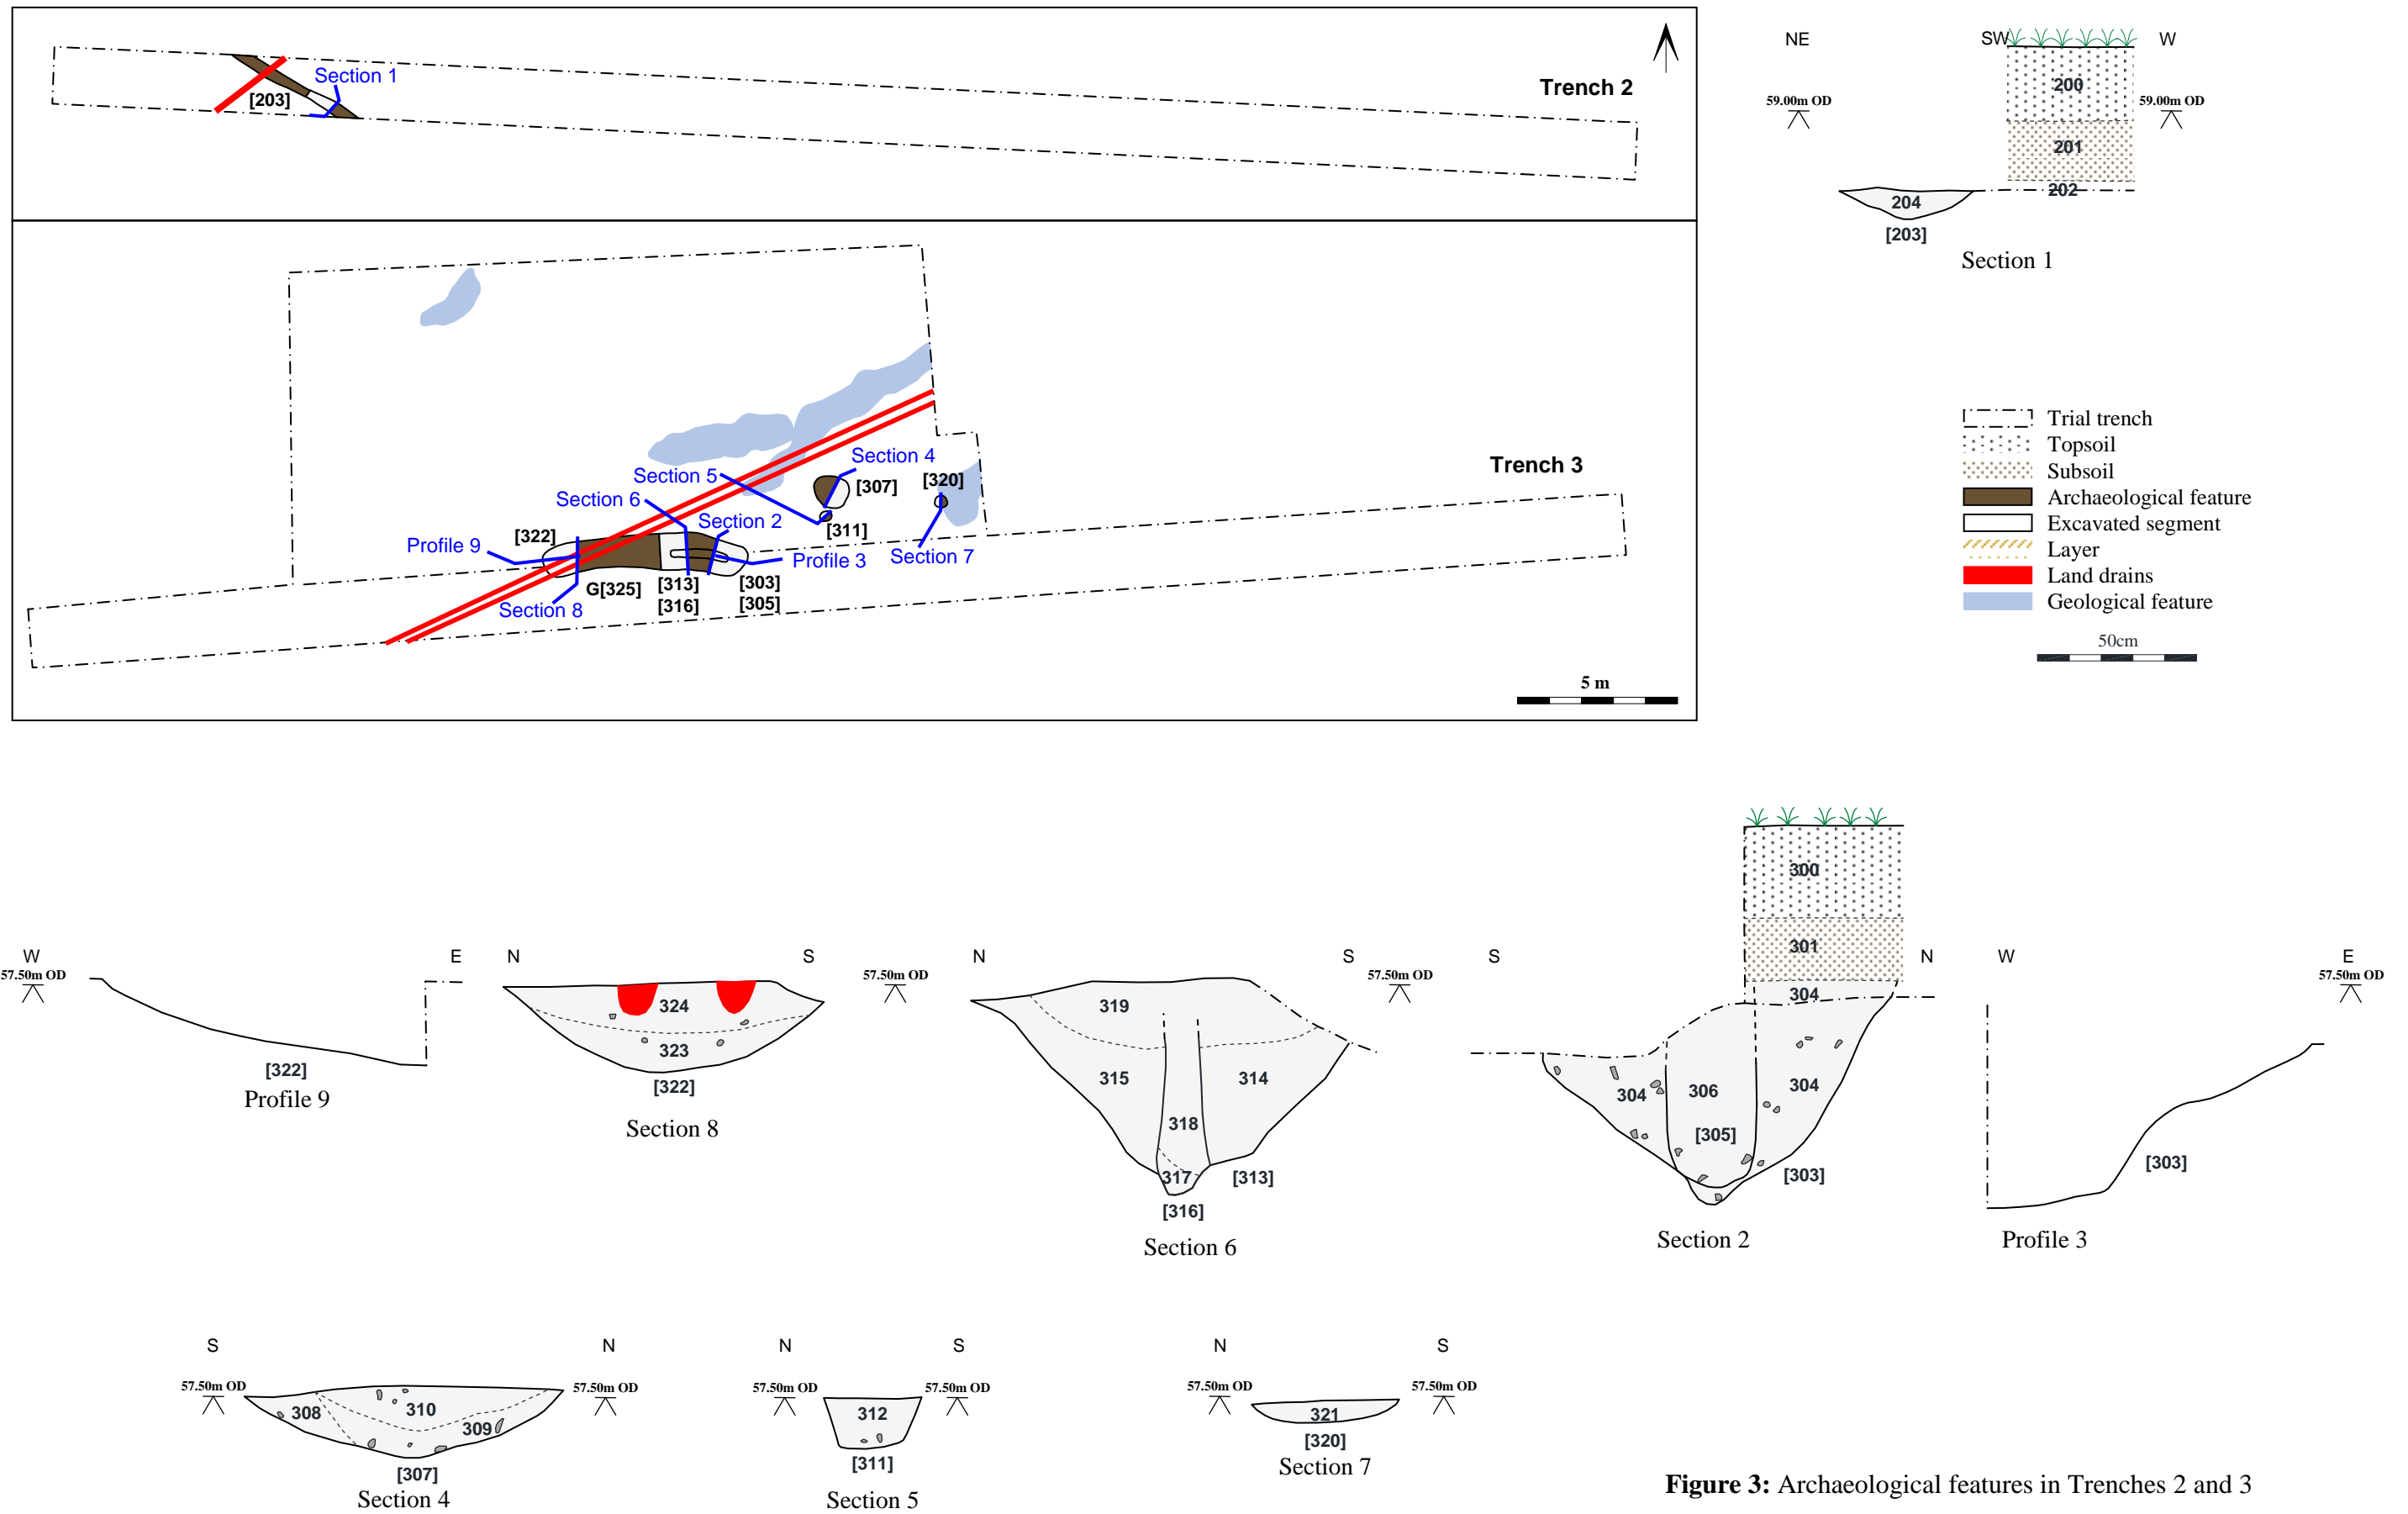 Trench 2
Section 1
[203]
Trench 3
Section 4
Section 5
[307]
[320]
Section 6
Section 2
[311]
[322]
Profile 9
Section 7
Profile 3
G[325]
[313]
[303]
Section 8
[316]
[305]
5 m
NE
SW
W
200
59.00m OD
59.00m OD
201
202
204
[203]
Section 1
Trial trench
Topsoil
Subsoil
Archaeological feature
Excavated segment
Layer
Land drains
Geological feature
50cm
W
E
57.50m OD
[322]
Profile 9
N
S
57.50m OD
324
323
[322]
Section 8
N
S
57.50m OD
319
315
314
318
317
[313]
[316]
Section 6
300
301
S
N
304
304
306
304
[305]
[303]
Section 2
W
E
57.50m OD
[303]
Profile 3
S
N
57.50m OD
57.50m OD
308
310
309
[307]
Section 4
N
S
57.50m OD
57.50m OD
312
[311]
Section 5
N
S
57.50m OD
57.50m OD
321
[320]
Section 7
Figure 3: Archaeological features in Trenches 2 and 3